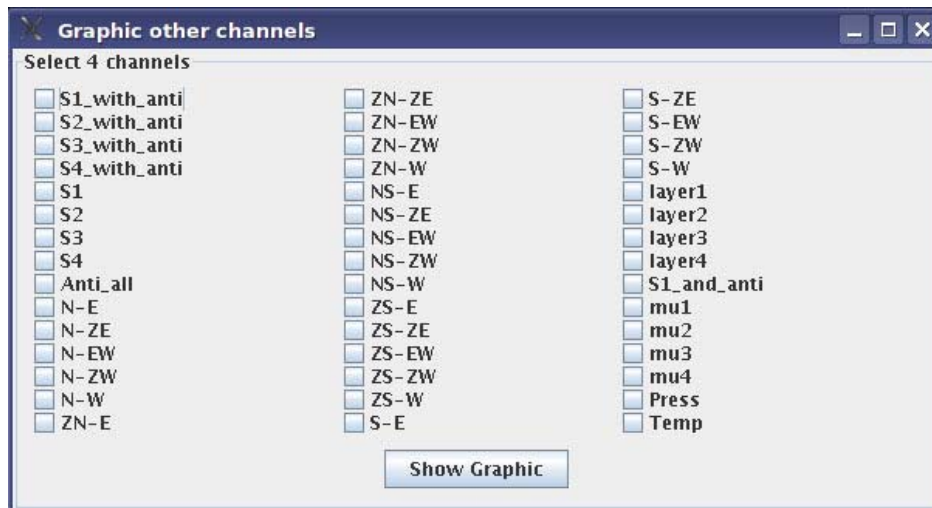 Graphic other channels
Select 4 channels
S1_with_anti
S2_with_anti
S3_with_anti
S4_with_anti
S1
S2
S3
S4
Anti_all
N-E
N-ZE
N-EW
N-ZW
N-W
ZN-E
ZN-ZE
ZN-EW
ZN-ZW
ZN-W
NS-E
NS-ZE
NS-EW
NS-ZW
NS-W
ZS-E
ZS-ZE
ZS-EW
ZS-ZW
ZS-W
S-E
S-ZE
S-EW
S-ZW
S-W
layer1
layer2
layer3
layer4
S1_and_anti
mu1
mu2
mu3
mu4
Press
Temp
Show Graphic